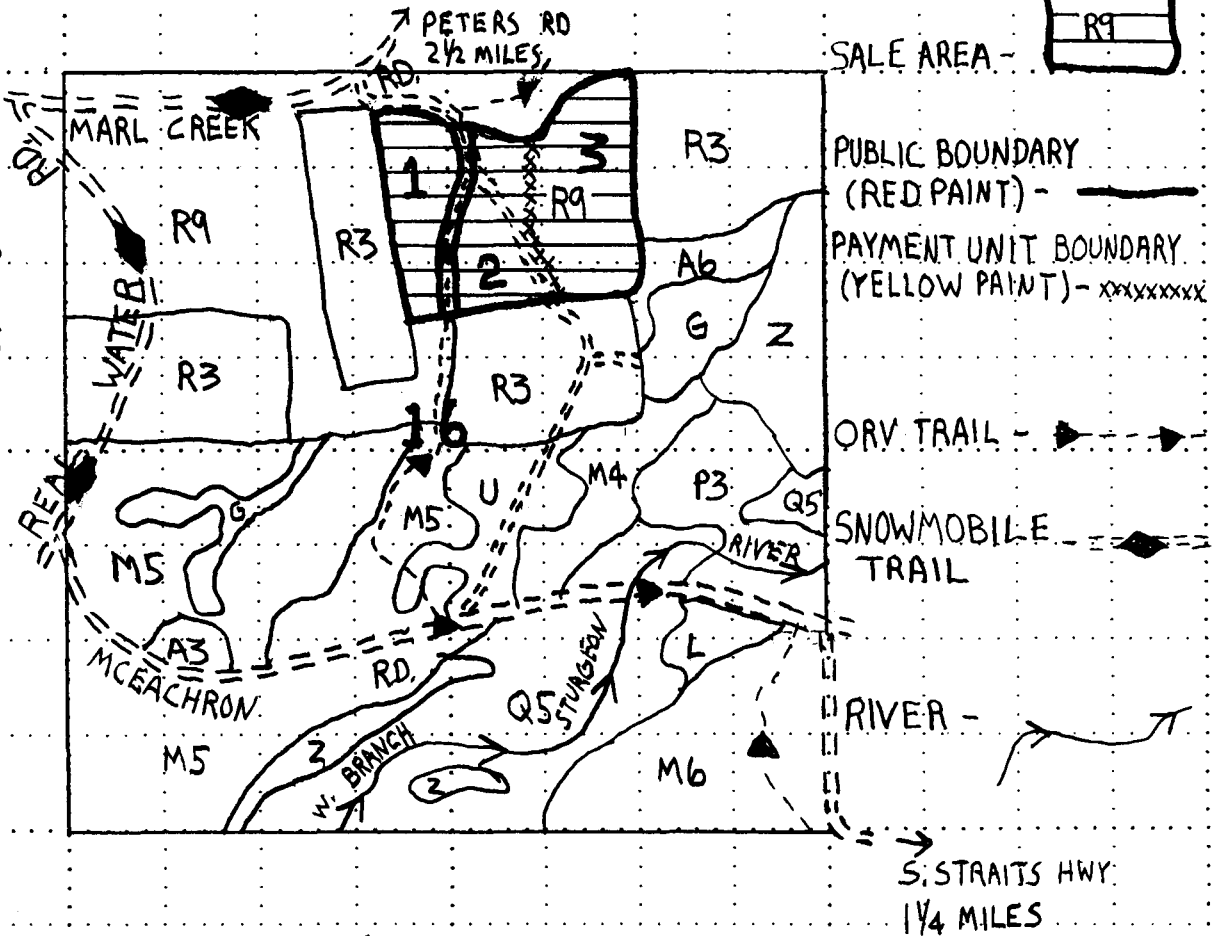 PETERS RD
2½ MILES
RD.
MARL CREEK
RD
R9
R3
1
2
3
R9
R3
A6
G
Z
WATER
R3
R3
16
REA
G
M5
M5
U
M4
P3
Q5
RIVER
A3
MCEACHRON
RD.
L
Q5
STURGEON
M5
Z
W. BRANCH
Z
M6
R9
SALE AREA -
PUBLIC BOUNDARY
(RED PAINT) -
PAYMENT UNIT BOUNDARY
(YELLOW PAINT) - xxxxxxxxx
ORV TRAIL -
SNOWMOBILE
TRAIL
RIVER -
S. STRAITS HWY
1¼ MILES